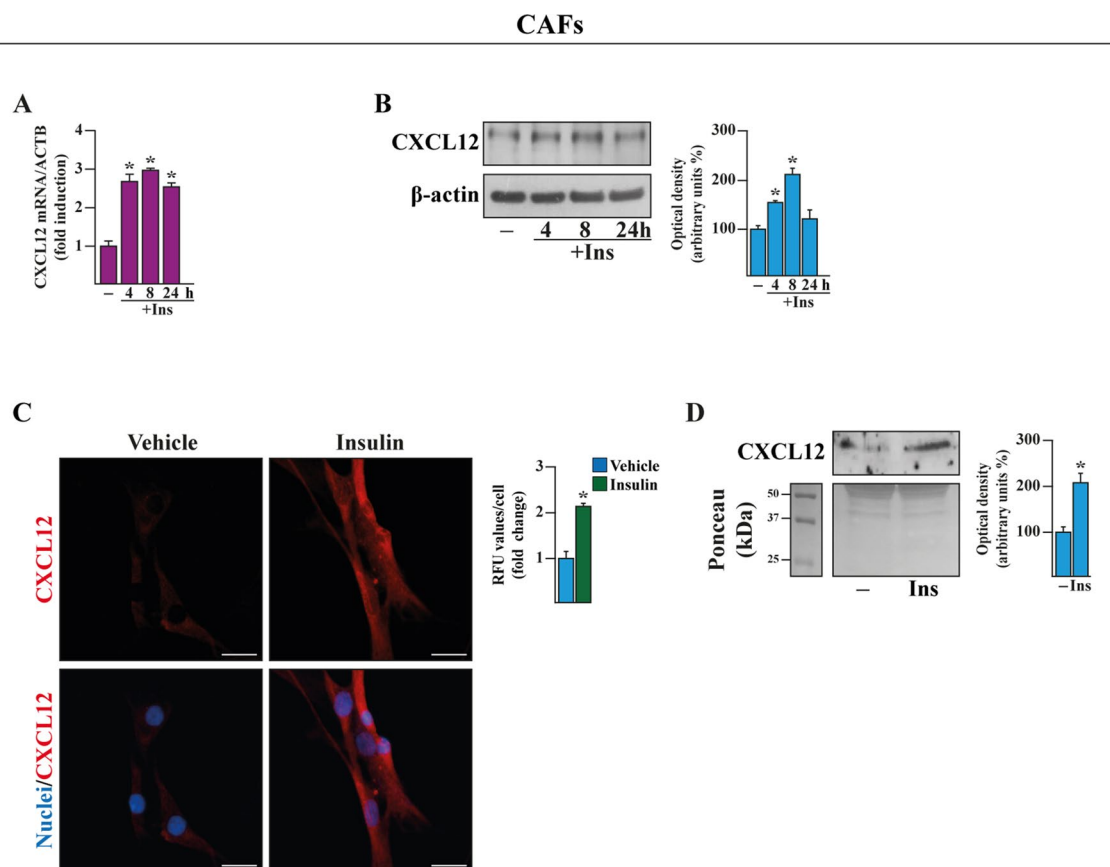 CAFs
A
CXCL12 mRNA/ACTB
(fold induction)
4
3
2
1
*
*
*
– 4 8 24 h
+Ins
B
CXCL12
β-actin
– 4 8 24h
+Ins
Optical density
(arbitrary units %)
300
200
100
*
*
– 4 8 24 h
+Ins
C
Vehicle Insulin
CXCL12
Nuclei/CXCL12
RFU values/cell
(fold change)
3
2
1
*
Vehicle
Insulin
D
CXCL12
Ponceau
(kDa)
50
37
25
– Ins
Optical density
(arbitrary units %)
300
200
100
*
– Ins